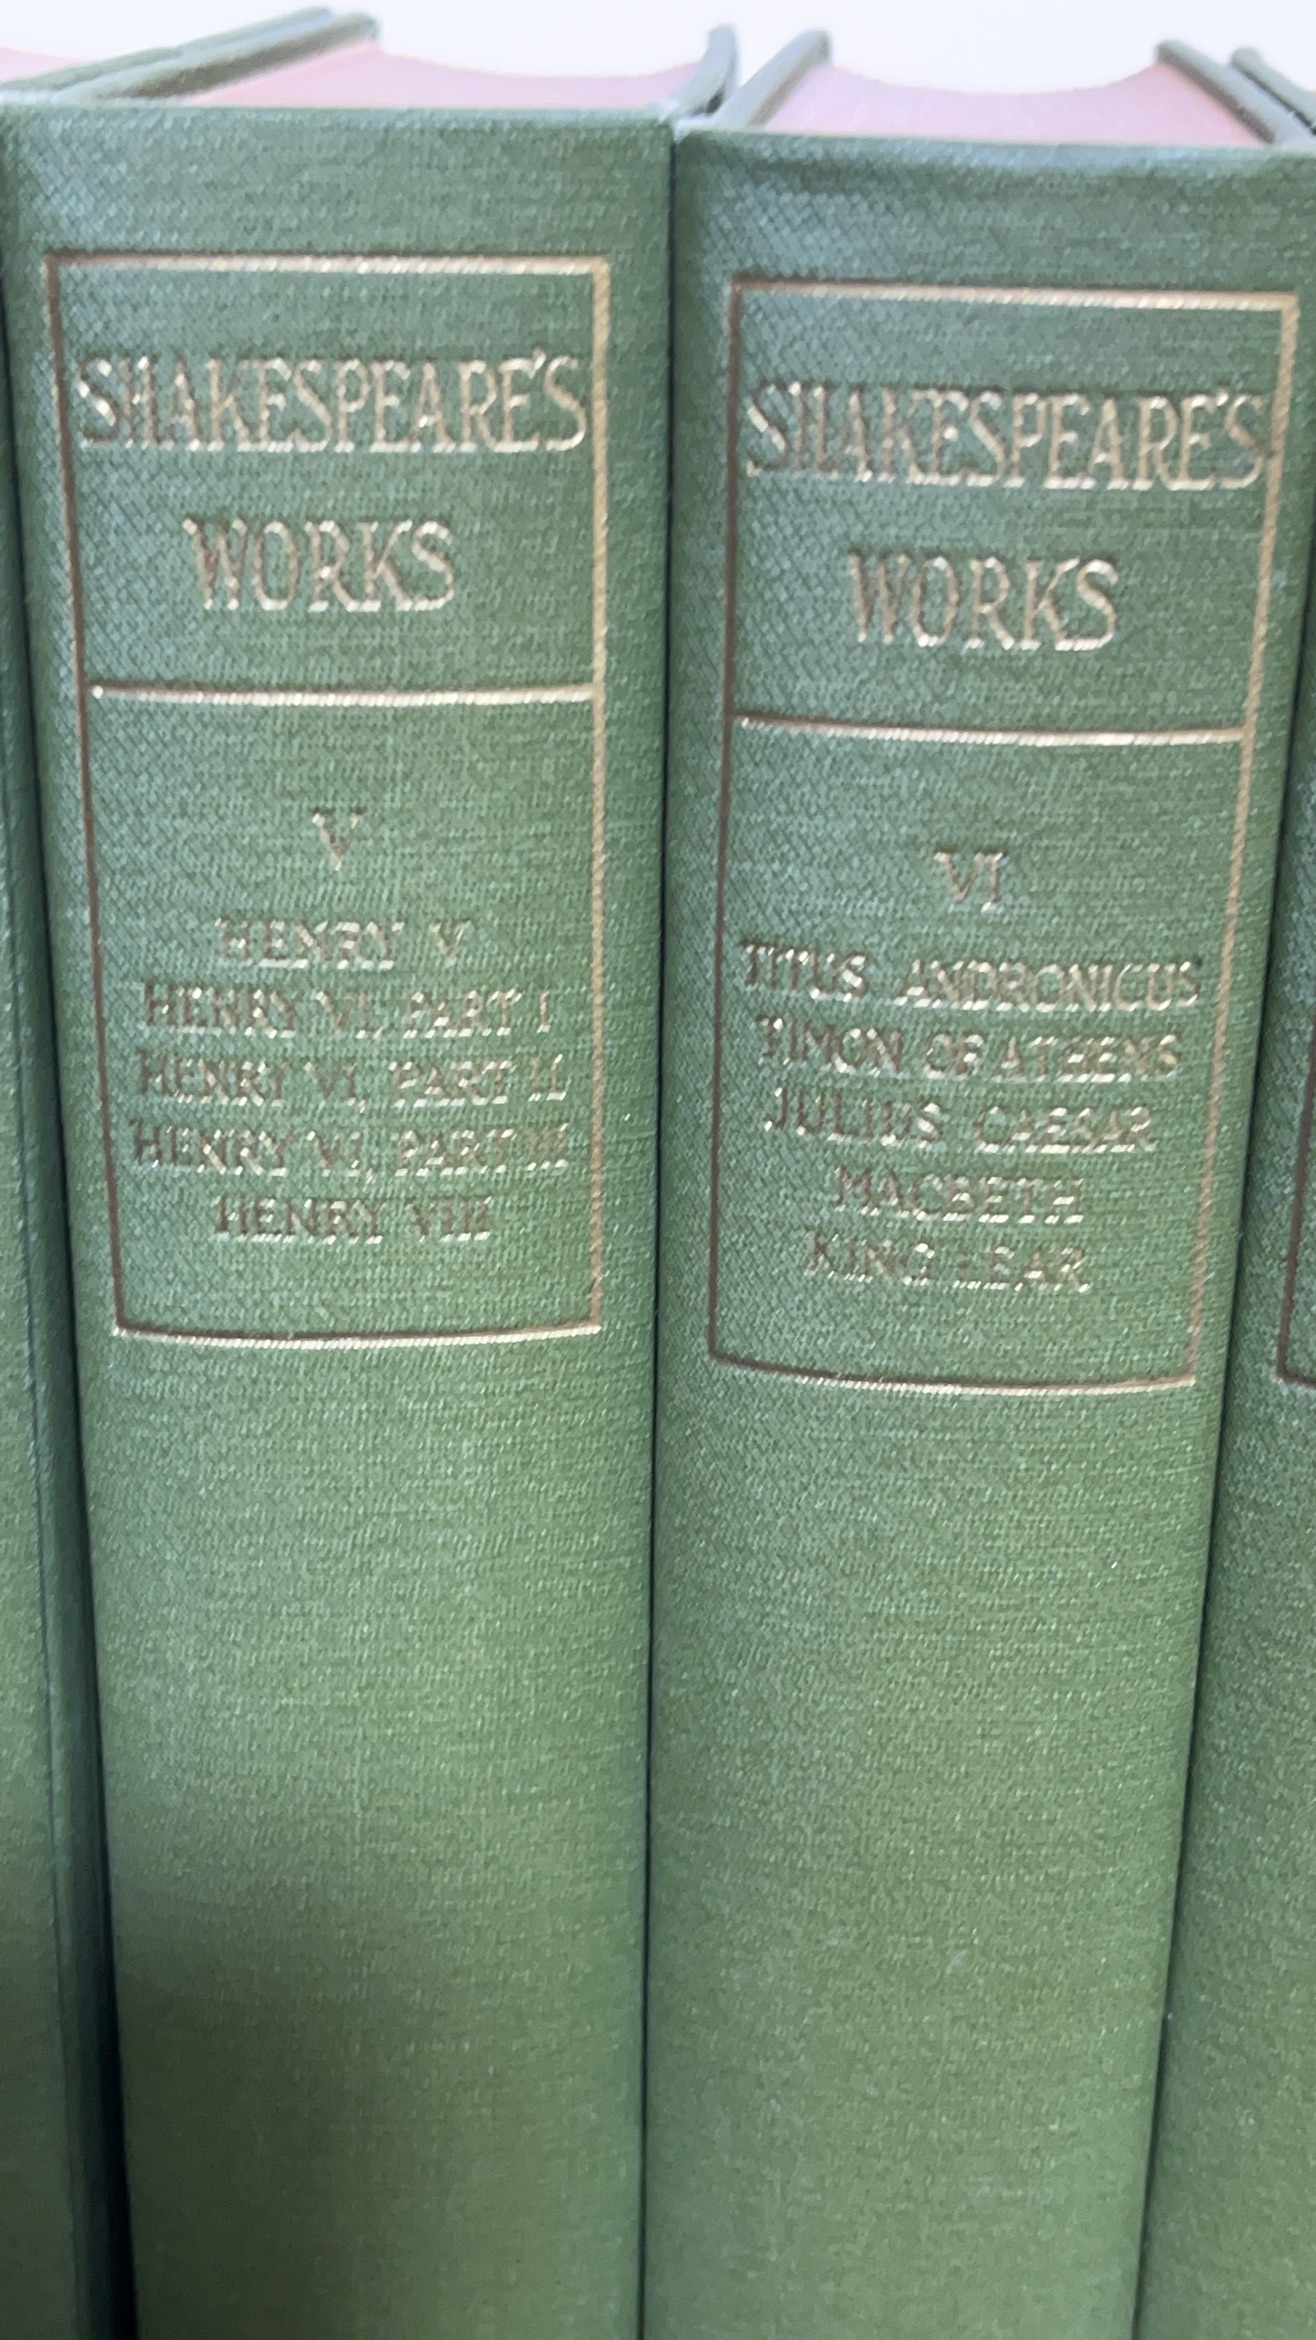 SHAKESPEARE'S
WORKS
V
HENRY V
HENRY VI, PART I
HENRY VI, PART II
HENRY VI, PART III
HENRY VIII
SHAKESPEARE'S
WORKS
VI
TITUS ANDRONICUS
TIMON OF ATHENS
JULIUS CAESAR
MACBETH
KING LEAR